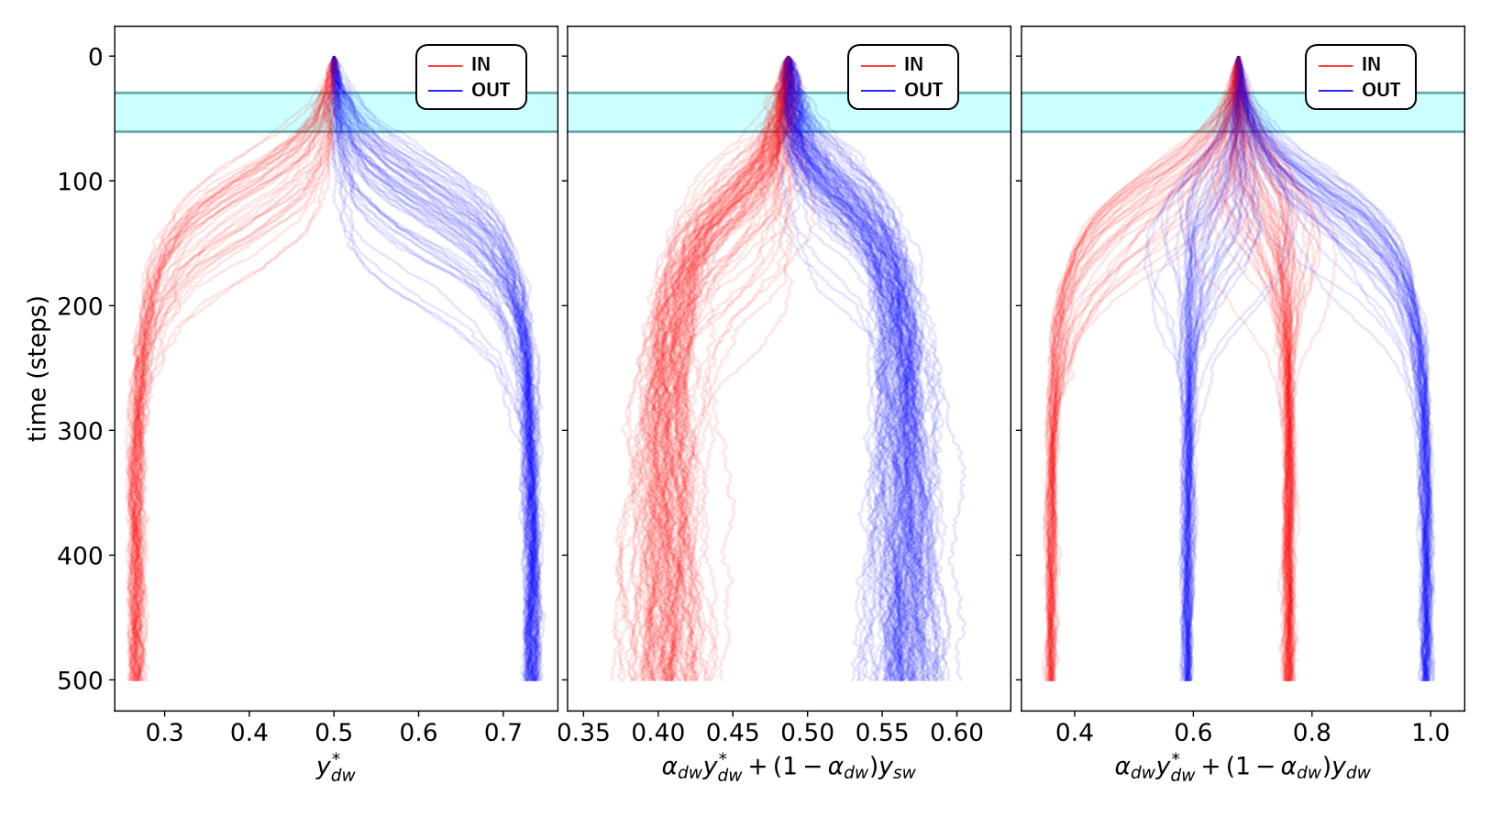 IN
OUT
IN
OUT
IN
OUT
time (steps)
0
100
200
300
400
500
0.3 0.4 0.5 0.6 0.7
0.35 0.40 0.45 0.50 0.55 0.60
0.4 0.6 0.8 1.0
y*dw
αdwy*dw + (1 − αdw)ysw
αdwy*dw + (1 − αdw)ydw